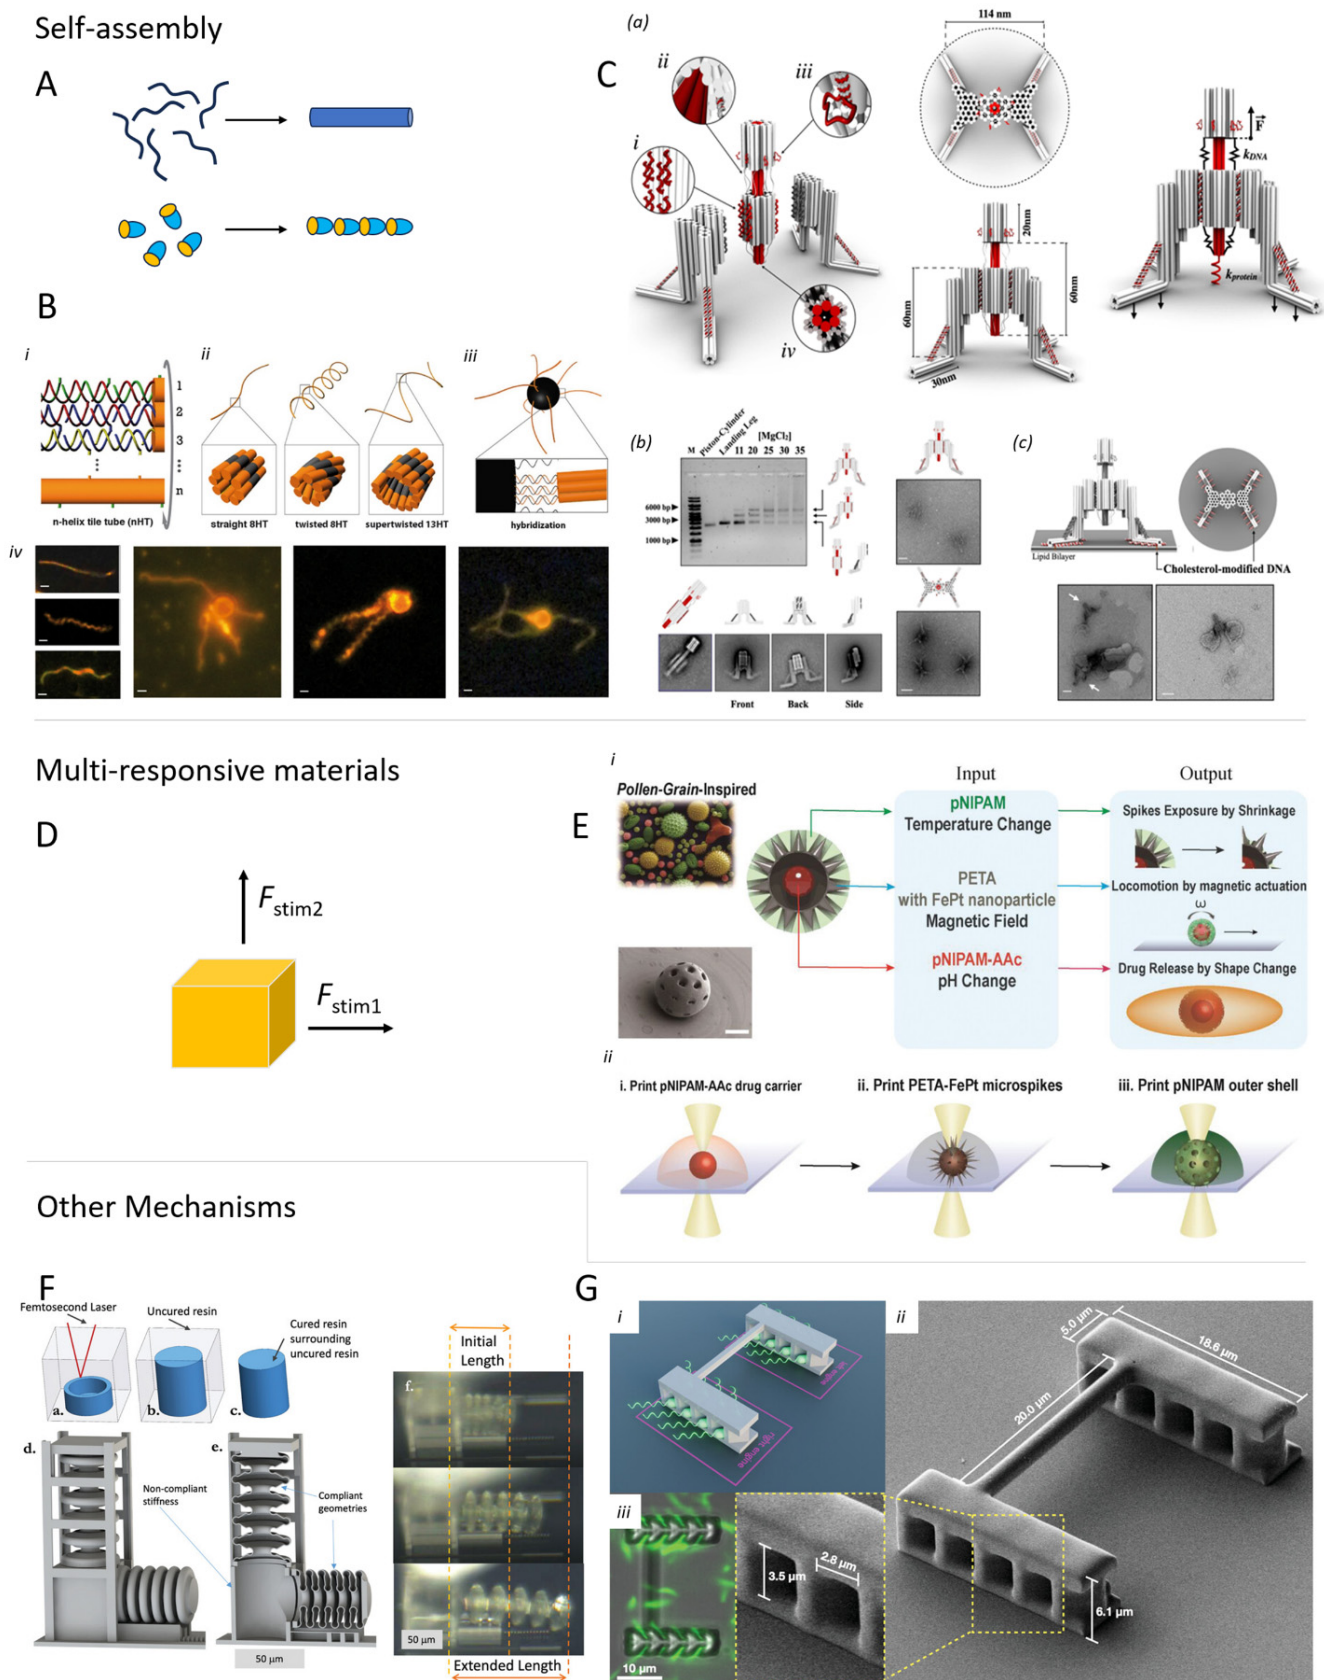 Self-assembly
A
B
i
ii
iii
1
2
3
n
n-helix tile tube (nHT)
straight 8HT
twisted 8HT
supertwisted 13HT
hybridization
iv
C
(a)
ii
iii
i
iv
114 nm
20nm
60nm
60nm
30nm
F
kDNA
kprotein
(b)
M
Piston-Cylinder
Landing Leg
[MgCl2]
11 20 25 30 35
6000 bp
3000 bp
1000 bp
Front
Back
Side
(c)
Lipid Bilayer
Cholesterol-modified DNA
Multi-responsive materials
D
Fstim2
Fstim1
E
i
Pollen-Grain-Inspired
Input
Output
pNIPAM
Temperature Change
Spikes Exposure by Shrinkage
PETA
with FePt nanoparticle
Magnetic Field
Locomotion by magnetic actuation
ω
pNIPAM-AAc
pH Change
Drug Release by Shape Change
ii
i. Print pNIPAM-AAc drug carrier
ii. Print PETA-FePt microspikes
iii. Print pNIPAM outer shell
Other Mechanisms
F
Femtosecond Laser
Uncured resin
Cured resin
surrounding
uncured resin
a.
b.
c.
d.
e.
Non-compliant
stiffness
Compliant
geometries
50 μm
f.
Initial
Length
50 μm
Extended Length
G
i
left engine
right engine
ii
5.0 μm
18.6 μm
20.0 μm
6.1 μm
iii
10 μm
3.5 μm
2.8 μm